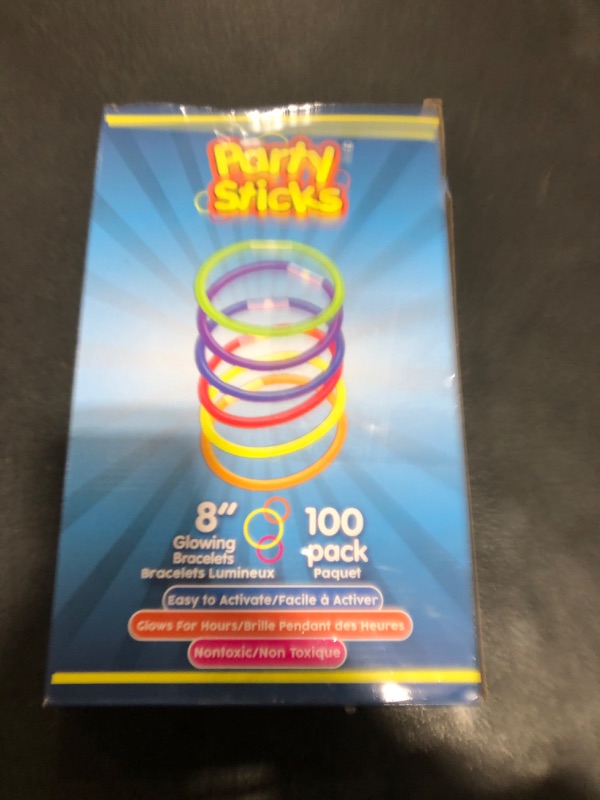 Party
Sticks
8"
Glowing
Bracelets
Bracelets Lumineux
100
pack
Paquet
Easy to Activate/Facile à Activer
Glows For Hours/Brille Pendant des Heures
Nontoxic/Non Toxique